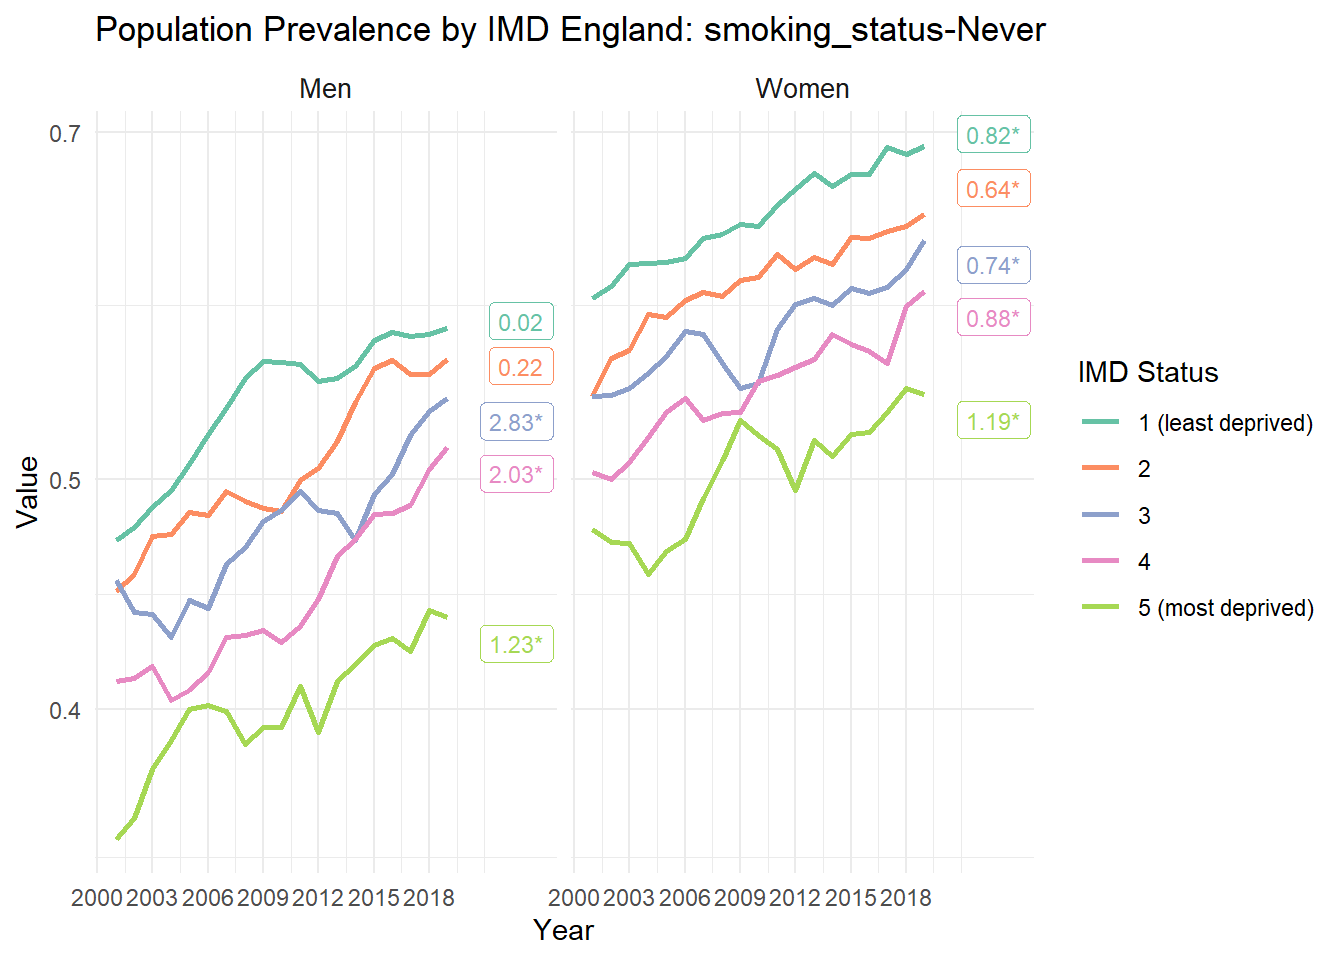 Population Prevalence by IMD England: smoking_status-Never
Men
Women
0.7
0.5
0.4
Value
0.02
0.22
2.83*
2.03*
1.23*
0.82*
0.64*
0.74*
0.88*
1.19*
2000 2003 2006 2009 2012 2015 2018
2000 2003 2006 2009 2012 2015 2018
Year
IMD Status
1 (least deprived)
2
3
4
5 (most deprived)